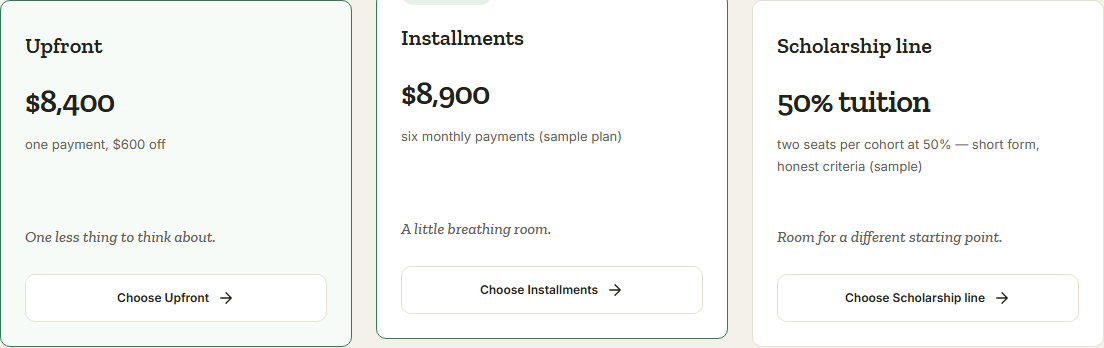 Upfront
$8,400
one payment, $600 off
One less thing to think about.
Choose Upfront →
Installments
$8,900
six monthly payments (sample plan)
A little breathing room.
Choose Installments →
Scholarship line
50% tuition
two seats per cohort at 50% — short form,
honest criteria (sample)
Room for a different starting point.
Choose Scholarship line →